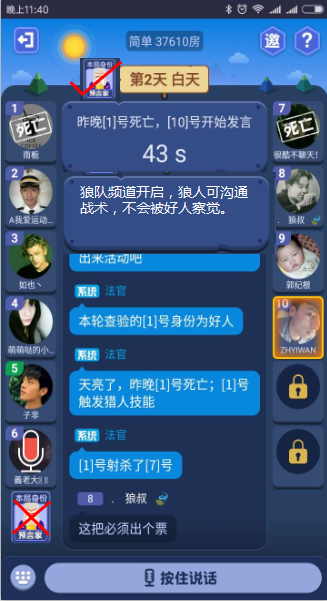 晚上11:40
简单 37610房
邀
?
本局身份
预言家
第2天 白天
昨晚[1]号死亡，[10]号开始发言
43 s
狼队频道开启，狼人可沟通
战术，不会被好人察觉。
1
死亡
南栀
2
A我爱运动...
3
如也丶
4
萌萌哒的小...
5
子非
6
義老大
本局身份
预言家
7
死亡
很酷不聊天!
8
．狼叔
9
郭纪根
10
ZHYIWAN
出来活动吧
系统 法官
本轮查验的[1]号身份为好人
系统 法官
天亮了，昨晚[1]号死亡；[1]号
触发猎人技能
系统 法官
[1]号射杀了[7]号
8 ．狼叔
这把必须出个票
按住说话